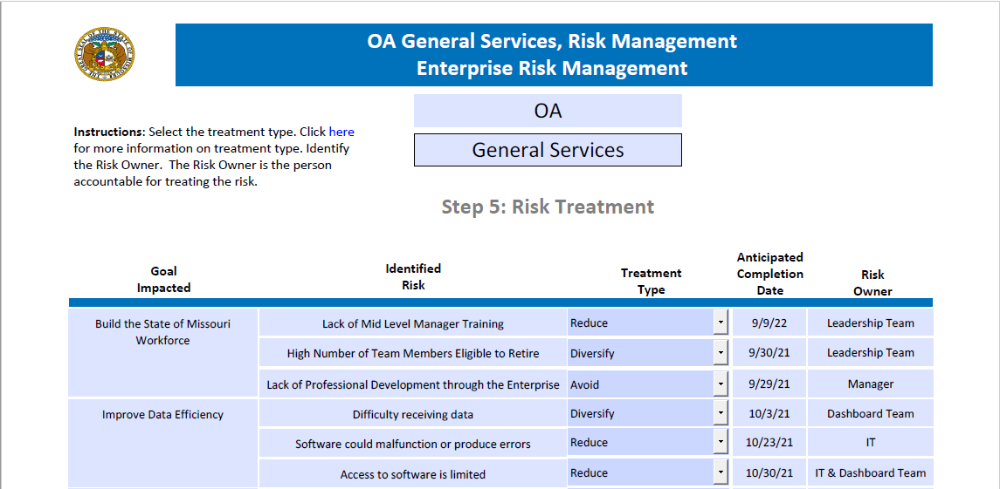 OA General Services, Risk Management
Enterprise Risk Management
OA
General Services
Instructions: Select the treatment type. Click here
for more information on treatment type. Identify
the Risk Owner.  The Risk Owner is the person
accountable for treating the risk.
Step 5: Risk Treatment
Goal
Impacted
Identified
Risk
Treatment
Type
Anticipated
Completion
Date
Risk
Owner
Build the State of Missouri
Workforce
Lack of Mid Level Manager Training Reduce 9/9/22 Leadership Team
High Number of Team Members Eligible to Retire Diversify 9/30/21 Leadership Team
Lack of Professional Development through the Enterprise Avoid 9/29/21 Manager
Improve Data Efficiency Difficulty receiving data Diversify 10/3/21 Dashboard Team
Software could malfunction or produce errors Reduce 10/23/21 IT
Access to software is limited Reduce 10/30/21 IT & Dashboard Team